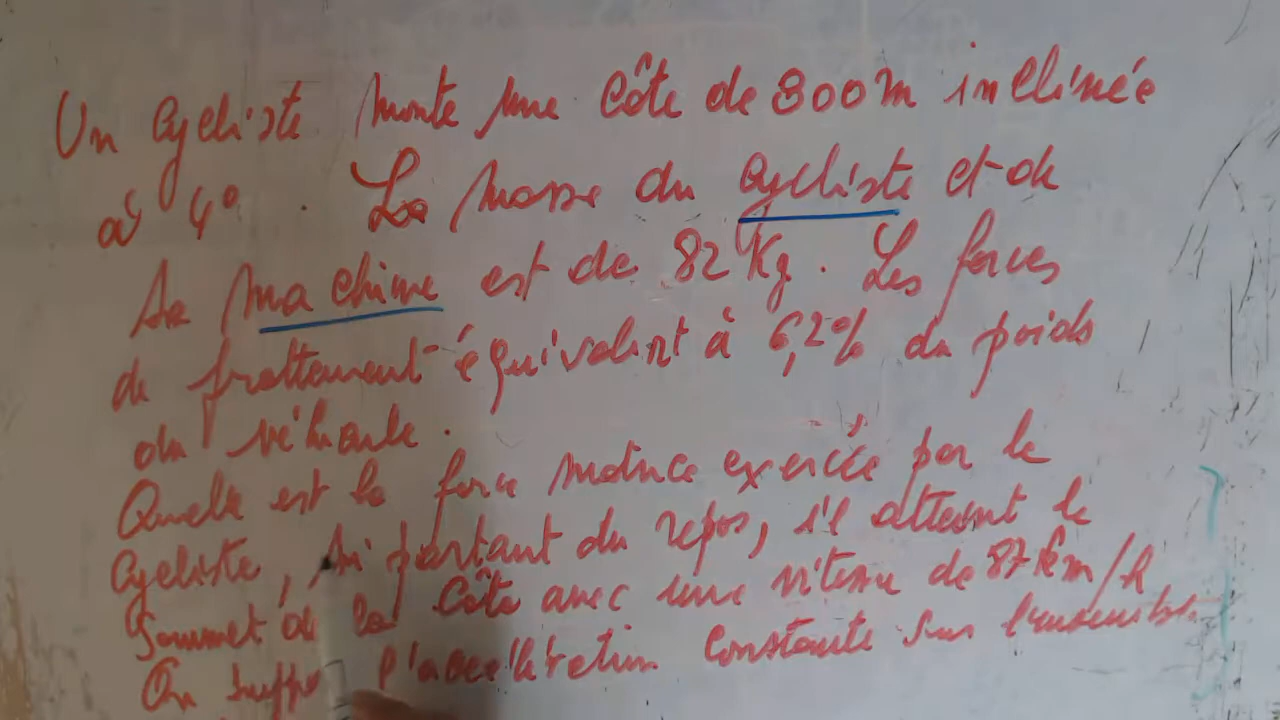 Un cycliste monte une côte de 800m inclinée
à 4°. La masse du cycliste et de
sa machine est de 82 Kg. Les forces
de frottement équivalent à 6,2% du poids
du véhicule.
Quelle est la force motrice exercée par le
cycliste, si partant du repos, s'il atteint le
sommet de la côte avec une vitesse de 87km/h
On suppo l'accélération constante sur l'ensemble